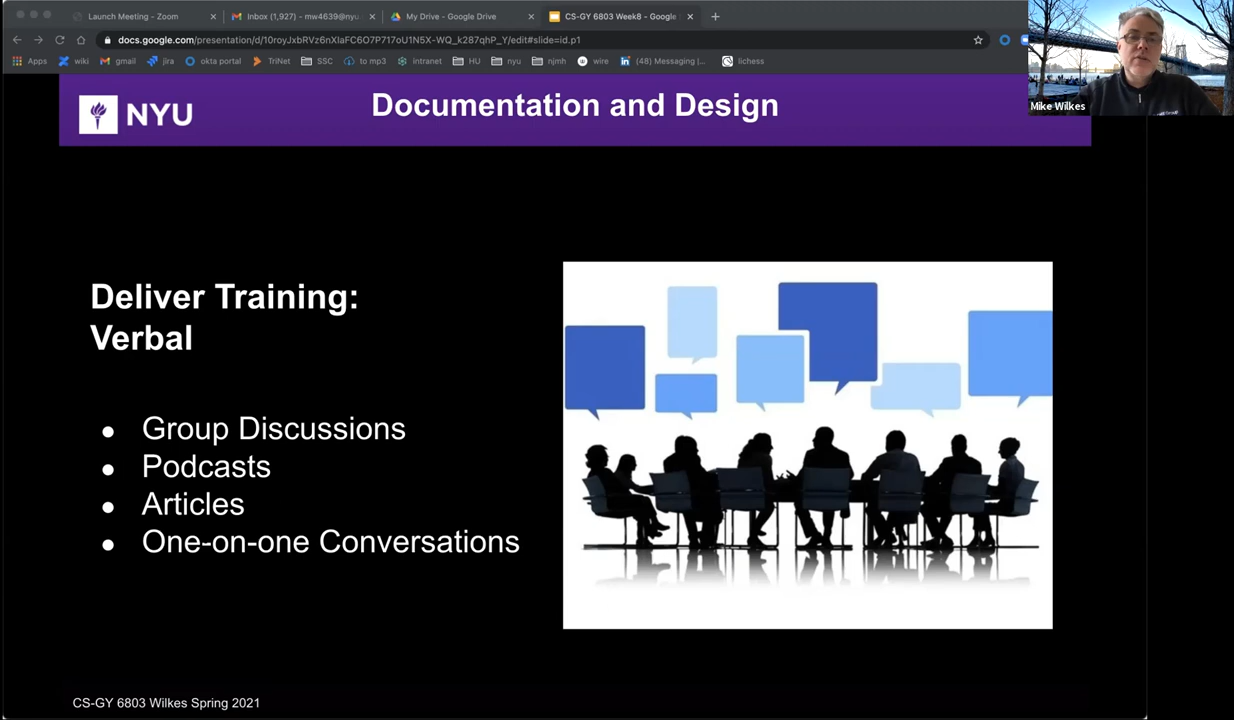 Launch Meeting - Zoom
Inbox (1,927) - mw4639@nyu
My Drive - Google Drive
CS-GY 6803 Week8 - Google
docs.google.com/presentation/d/10royJxbRVz6nXIaFC6O7P717oU1N5X-WQ_k287qhP_Y/edit#slide=id.p1
Apps wiki gmail jira okta portal TriNet SSC to mp3 intranet HU nyu njmh wire (48) Messaging |... lichess
Mike Wilkes
NYU
Documentation and Design
Deliver Training:
Verbal
● Group Discussions
● Podcasts
● Articles
● One-on-one Conversations
CS-GY 6803 Wilkes Spring 2021